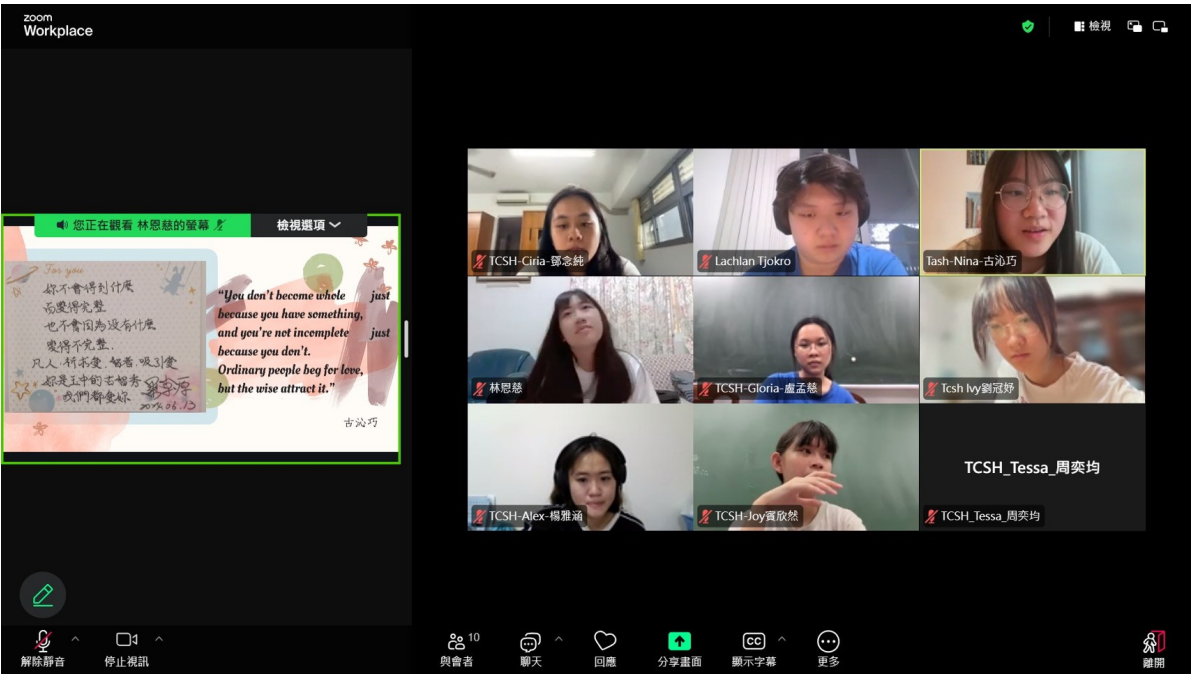 zoom
Workplace
檢視
您正在觀看 林恩慈的螢幕
檢視選項
For you
你不會得到什麼
而變得完整
也不會因為沒有什麼
變得不完整.
凡人祈求愛.智者.吸引愛
你是王中的古智者
我們都愛你
2024.06.13
"You don't become whole just
because you have something,
and you're not incomplete just
because you don't.
Ordinary people beg for love,
but the wise attract it."
古沁巧
TCSH-Ciria-鄧念純
Lachlan Tjokro
Tash-Nina-古沁巧
林恩慈
TCSH-Gloria-盧孟慈
Tcsh Ivy劉冠妤
TCSH-Alex-楊雅涵
TCSH-Joy賓欣然
TCSH_Tessa_周奕均
TCSH_Tessa_周奕均
解除靜音
停止視訊
10
與會者
聊天
回應
分享畫面
CC
顯示字幕
更多
離開